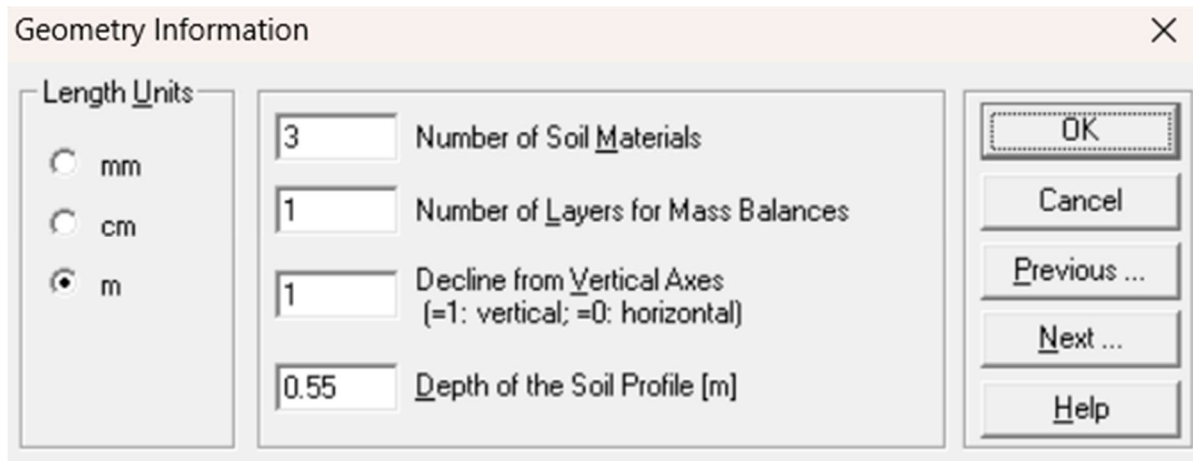 Geometry Information
Length Units
mm
cm
m
3 Number of Soil Materials
1 Number of Layers for Mass Balances
1 Decline from Vertical Axes
(=1: vertical; =0: horizontal)
0.55 Depth of the Soil Profile [m]
OK
Cancel
Previous ...
Next ...
Help